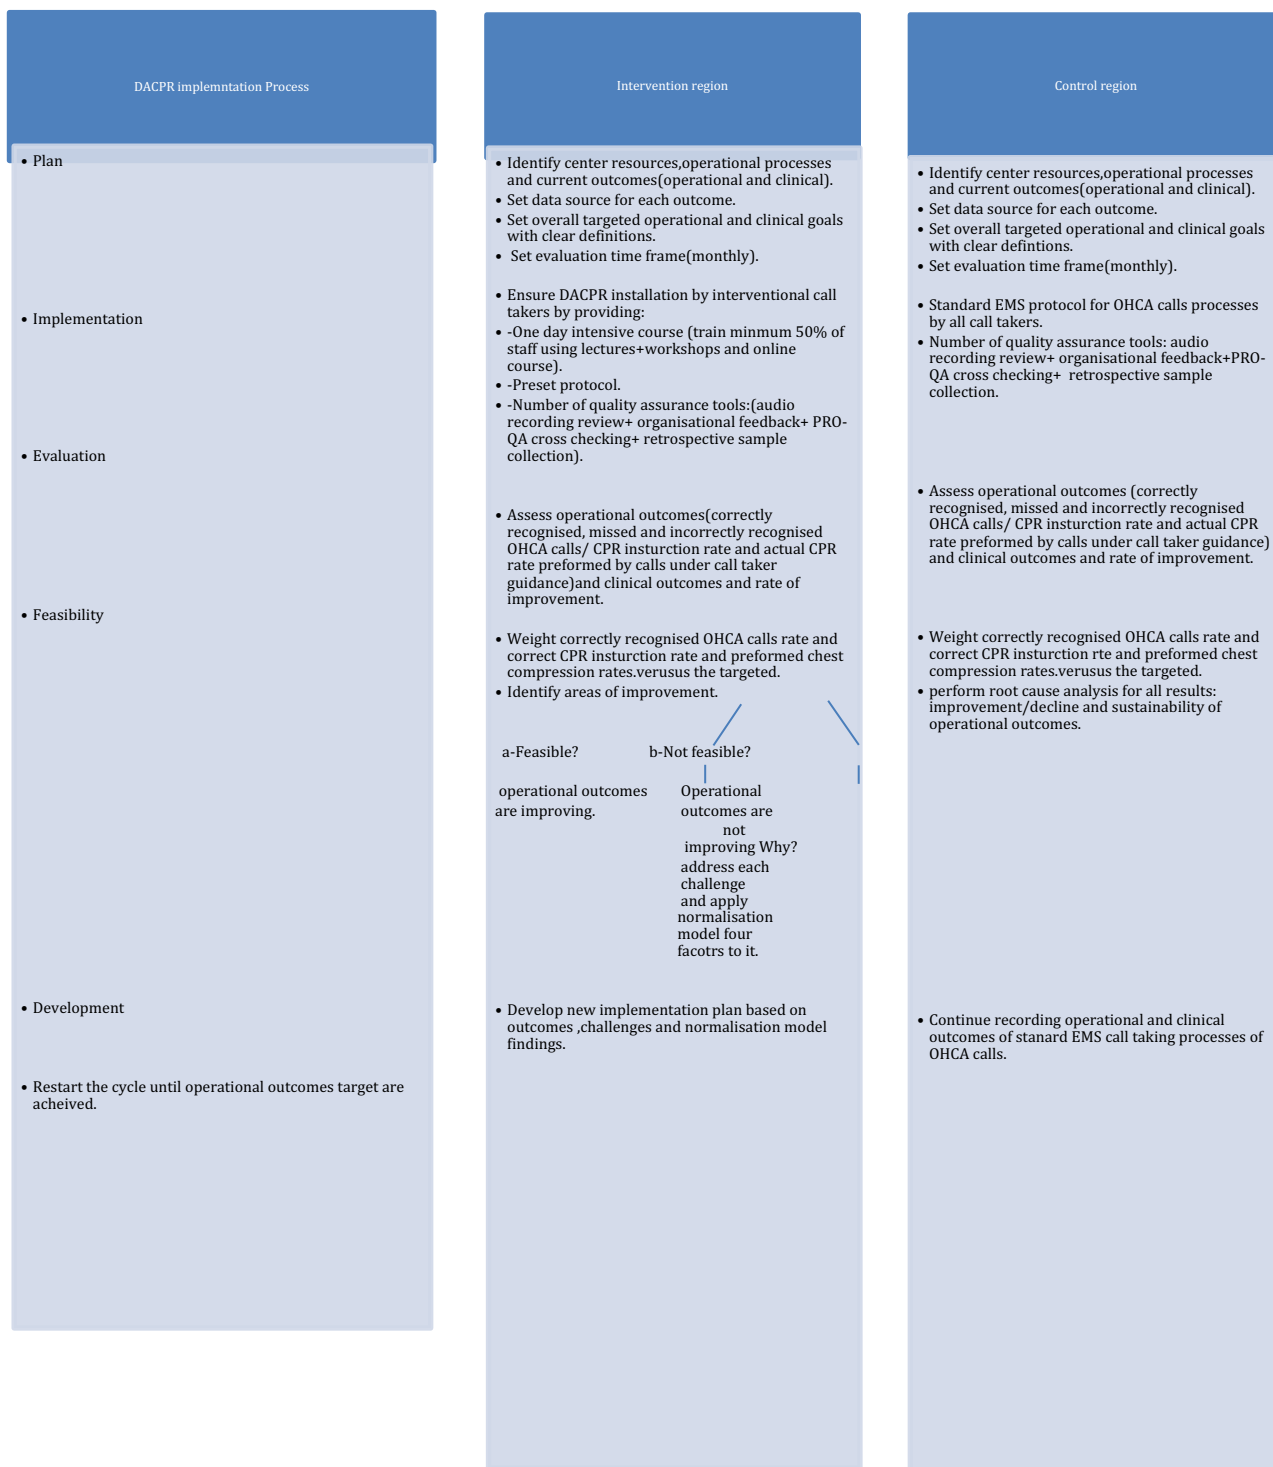 DACPR implemntation Process
• Plan
• Implementation
• Evaluation
• Feasibility
• Development
• Restart the cycle until operational outcomes target are
acheived.
Intervention region
• Identify center resources,operational processes
and current outcomes(operational and clinical).
• Set data source for each outcome.
• Set overall targeted operational and clinical goals
with clear definitions.
• Set evaluation time frame(monthly).
• Ensure DACPR installation by interventional call
takers by providing:
• -One day intensive course (train minmum 50% of
staff using lectures+workshops and online
course).
• -Preset protocol.
• -Number of quality assurance tools:(audio
recording review+ organisational feedback+ PRO-
QA cross checking+ retrospective sample
collection).
• Assess operational outcomes(correctly
recognised, missed and incorrectly recognised
OHCA calls/ CPR insturction rate and actual CPR
rate preformed by calls under call taker
guidance)and clinical outcomes and rate of
improvement.
• Weight correctly recognised OHCA calls rate and
correct CPR insturction rate and preformed chest
compression rates.verusus the targeted.
• Identify areas of improvement.
a-Feasible?
operational outcomes
are improving.
b-Not feasible?
Operational
outcomes are
not
improving Why?
address each
challenge
and apply
normalisation
model four
facotrs to it.
• Develop new implementation plan based on
outcomes ,challenges and normalisation model
findings.
Control region
• Identify center resources,operational processes
and current outcomes(operational and clinical).
• Set data source for each outcome.
• Set overall targeted operational and clinical goals
with clear defintions.
• Set evaluation time frame(monthly).
• Standard EMS protocol for OHCA calls processes
by all call takers.
• Number of quality assurance tools: audio
recording review+ organisational feedback+PRO-
QA cross checking+ retrospective sample
collection.
• Assess operational outcomes (correctly
recognised, missed and incorrectly recognised
OHCA calls/ CPR insturction rate and actual CPR
rate preformed by calls under call taker guidance)
and clinical outcomes and rate of improvement.
• Weight correctly recognised OHCA calls rate and
correct CPR insturction rte and preformed chest
compression rates.verusus the targeted.
• perform root cause analysis for all results:
improvement/decline and sustainability of
operational outcomes.
• Continue recording operational and clinical
outcomes of stanard EMS call taking processes of
OHCA calls.